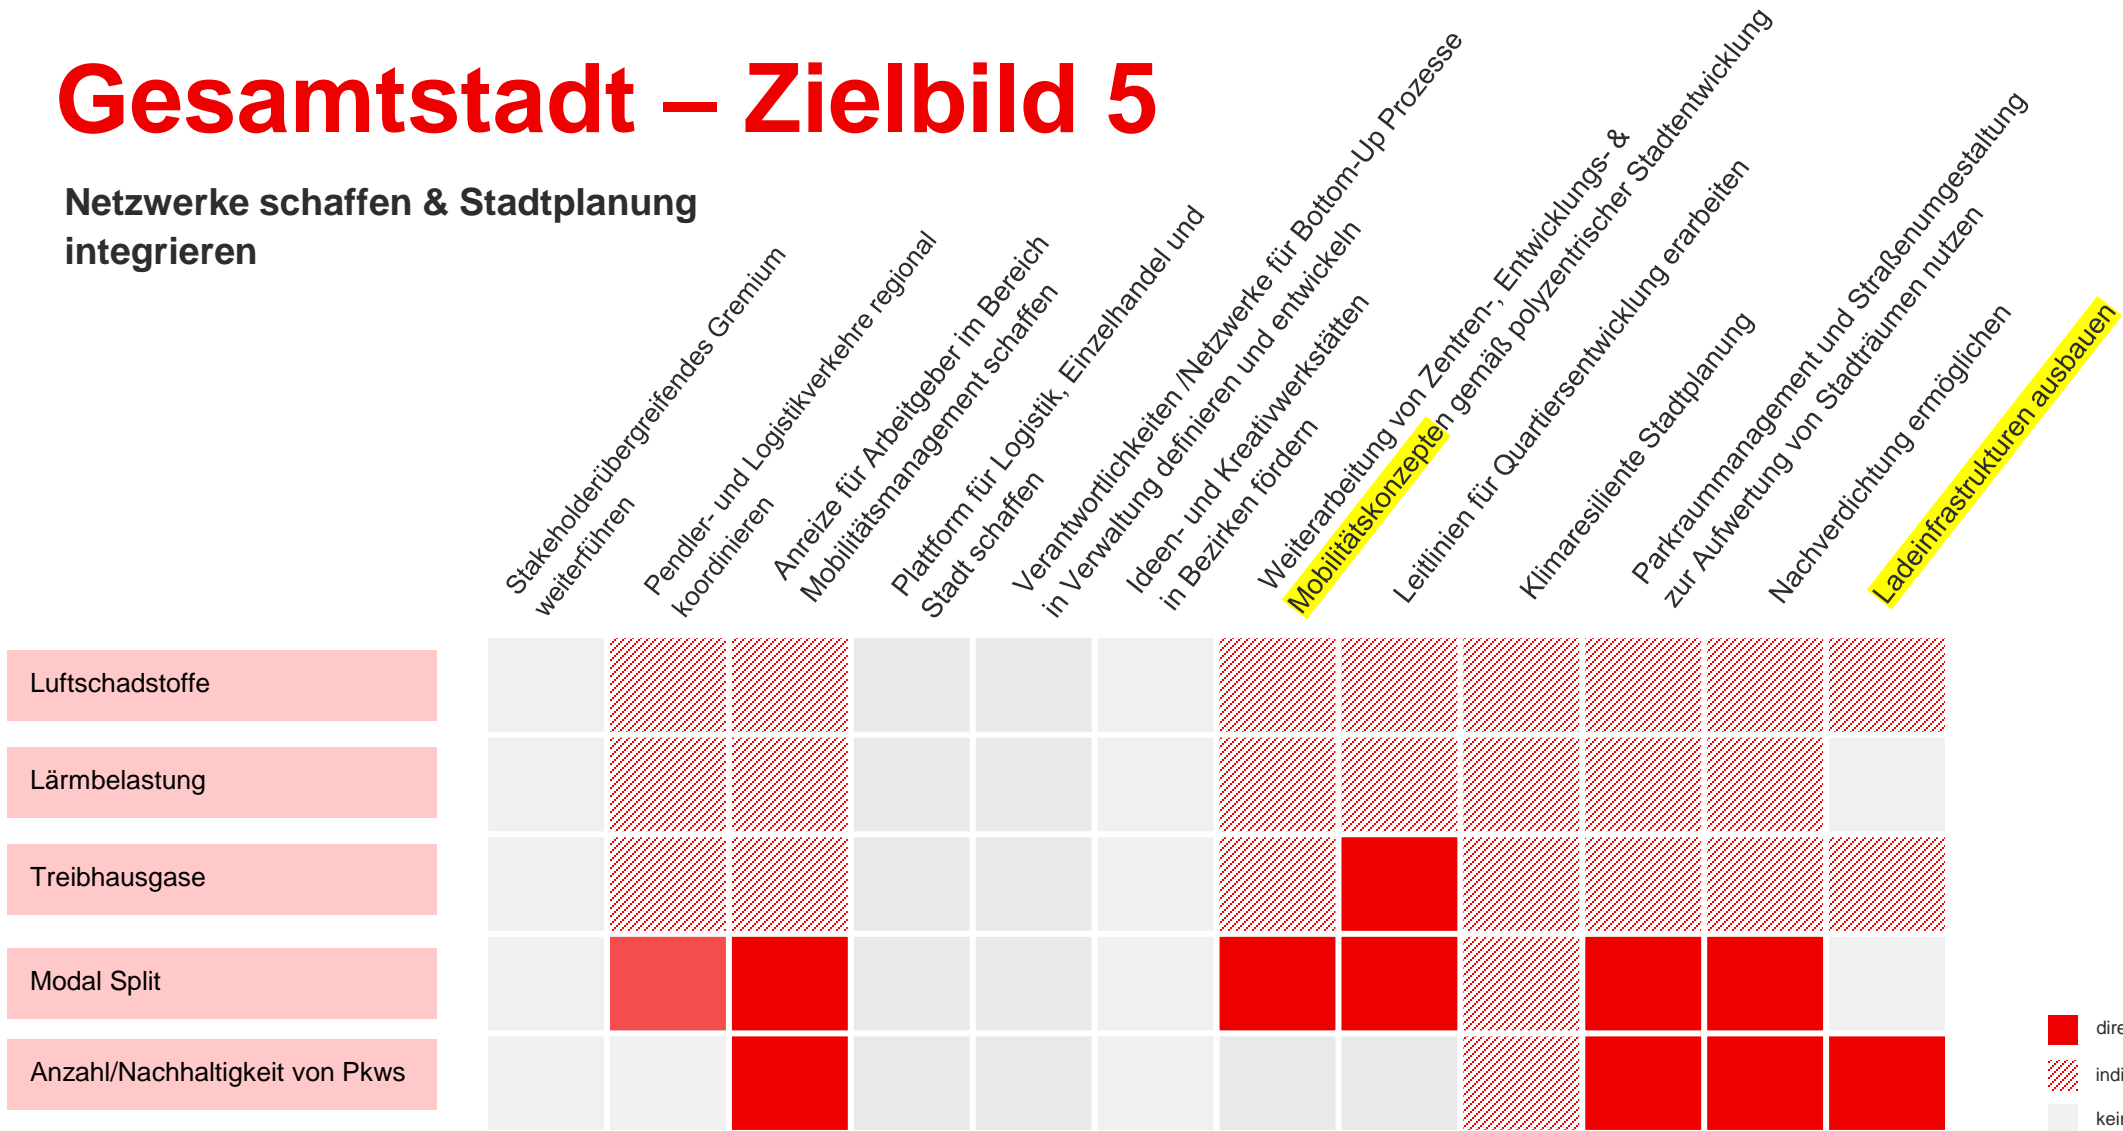 Gesamtstadt – Zielbild 5
Netzwerke schaffen & Stadtplanung
integrieren
Stakeholderübergreifendes Gremium
weiterführen
Pendler- und Logistikverkehre regional
koordinieren
Anreize für Arbeitgeber im Bereich
Mobilitätsmanagement schaffen
Plattform für Logistik, Einzelhandel und
Stadt schaffen
Verantwortlichkeiten /Netzwerke für Bottom-Up Prozesse
in Verwaltung definieren und entwickeln
Ideen- und Kreativwerkstätten
in Bezirken fördern
Weiterarbeitung von Zentren-, Entwicklungs- &
Mobilitätskonzepten gemäß polyzentrischer Stadtentwicklung
Leitlinien für Quartiersentwicklung erarbeiten
Klimaresiliente Stadtplanung
Parkraummanagement und Straßenumgestaltung
zur Aufwertung von Stadträumen nutzen
Nachverdichtung ermöglichen
Ladeinfrastrukturen ausbauen
Luftschadstoffe
Lärmbelastung
Treibhausgase
Modal Split
Anzahl/Nachhaltigkeit von Pkws